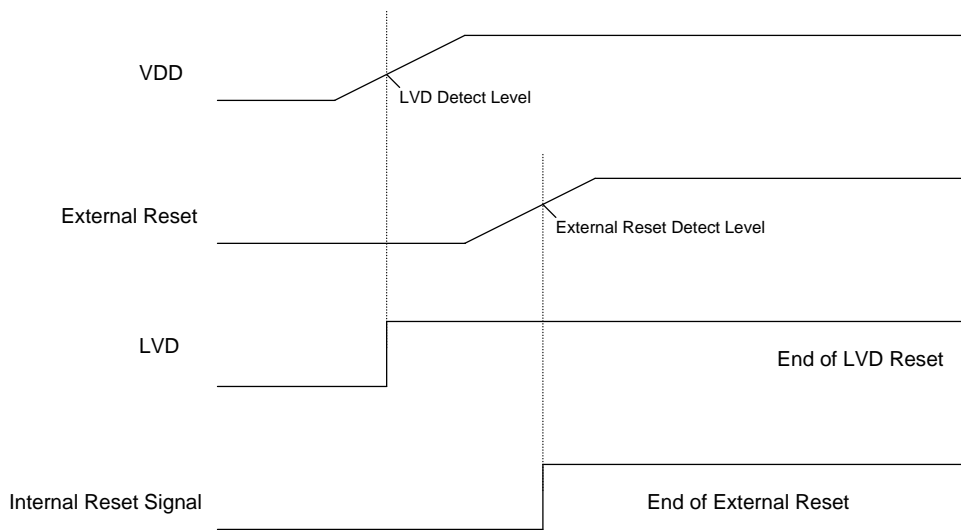 VDD
LVD Detect Level
External Reset
External Reset Detect Level
LVD
End of LVD Reset
Internal Reset Signal
End of External Reset